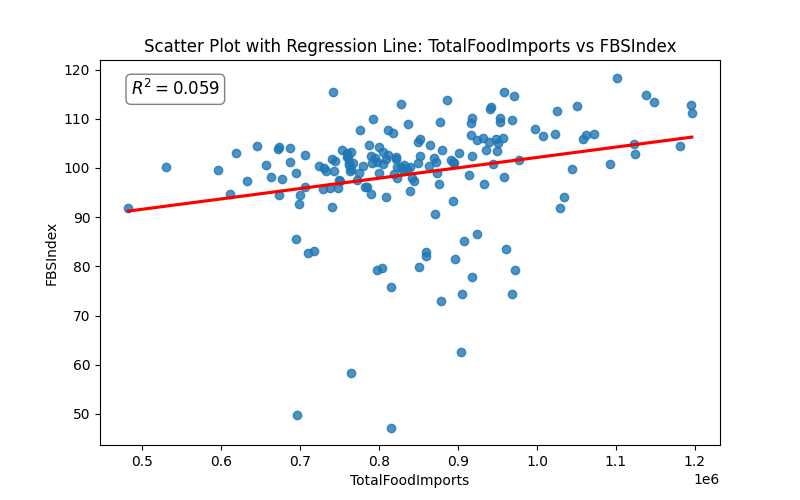 Scatter Plot with Regression Line: TotalFoodImports vs FBSIndex
R² = 0.059
120
110
100
90
80
70
60
50
FBSIndex
0.5 0.6 0.7 0.8 0.9 1.0 1.1 1.2
1e6
TotalFoodImports